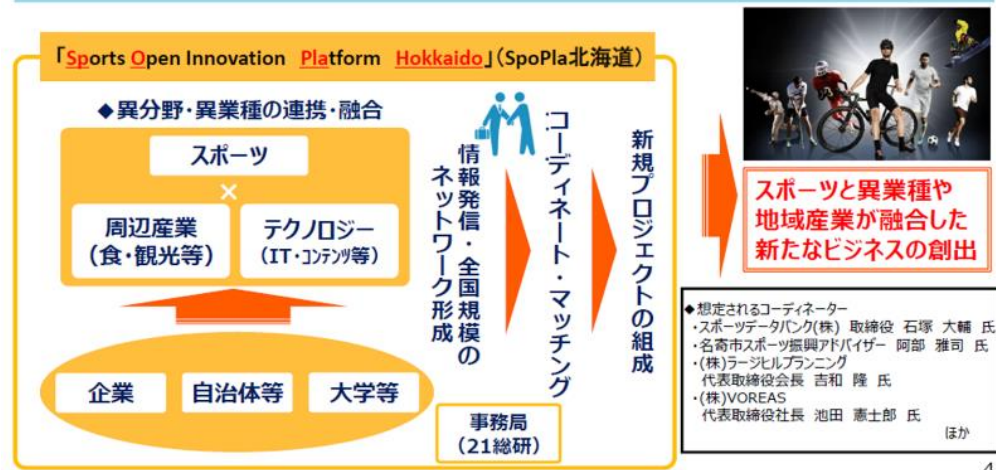 「Sports Open Innovation Platform Hokkaido」(SpoPla北海道)
◆異分野・異業種の連携・融合
スポーツ
×
周辺産業
(食・観光等)
テクノロジー
(IT・コンテンツ等)
企業
自治体等
大学等
情報発信・全国規模の
ネットワーク形成
コーディネート・マッチング
新規プロジェクトの組成
事務局
(21総研)
スポーツと異業種や
地域産業が融合した
新たなビジネスの創出
◆想定されるコーディネーター
・スポーツデータバンク(株) 取締役 石塚 大輔 氏
・名寄市スポーツ振興アドバイザー 阿部 雅司 氏
・(株)ラージヒルプランニング
代表取締役会長 吉和 隆 氏
・(株)VOREAS
代表取締役社長 池田 憲士郎 氏
ほか
4